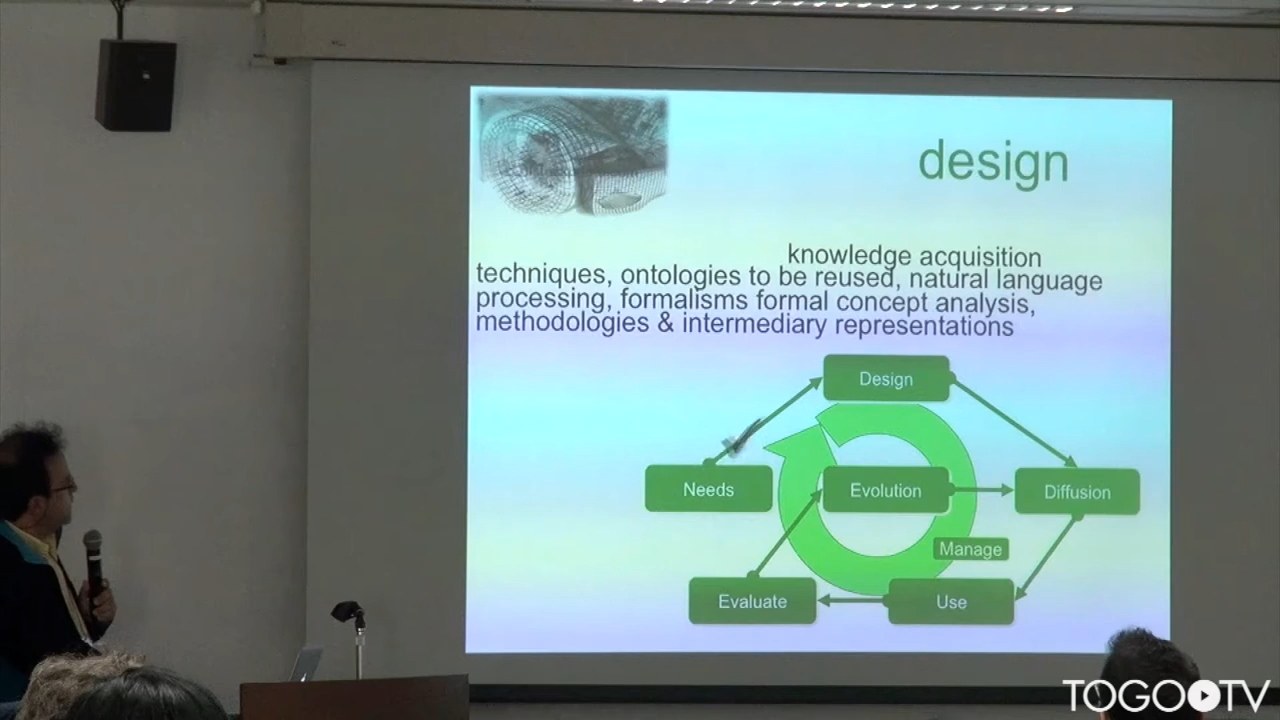 design
knowledge acquisition
techniques, ontologies to be reused, natural language
processing, formalisms formal concept analysis,
methodologies & intermediary representations
Design
Needs
Evolution
Diffusion
Manage
Evaluate
Use
TOGOTV